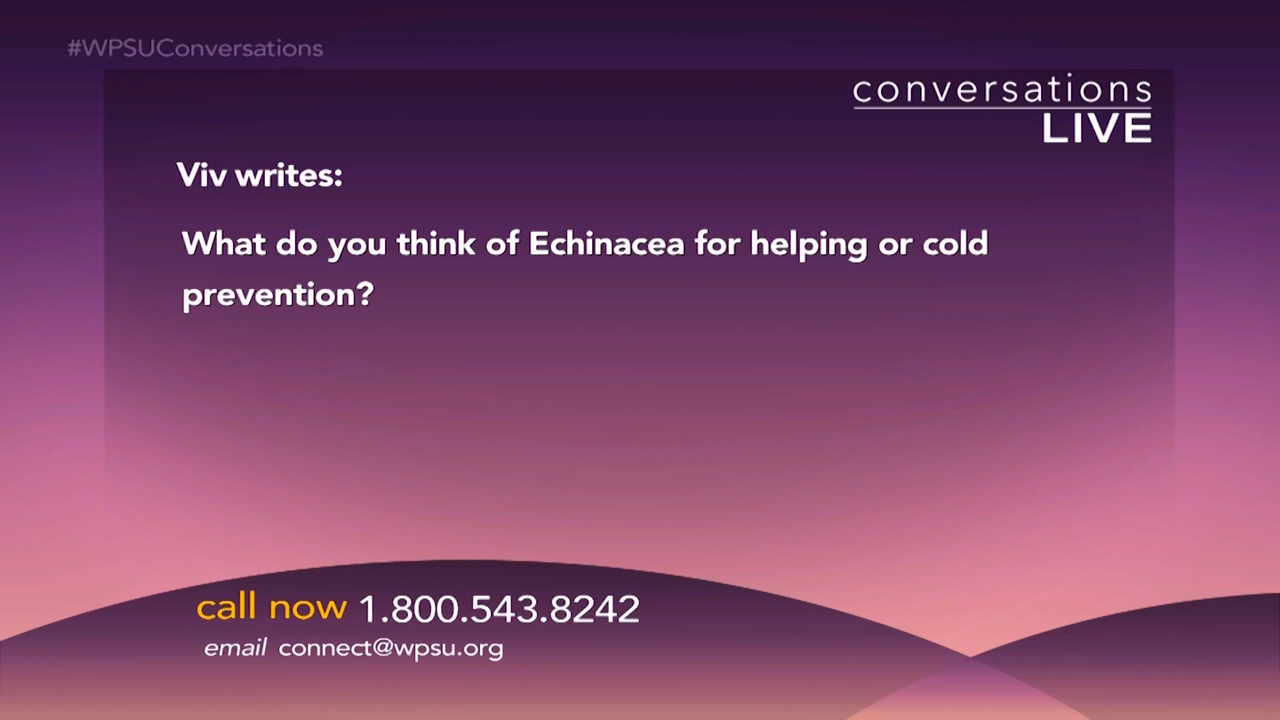 #WPSUConversations
conversations
LIVE
Viv writes:
What do you think of Echinacea for helping or cold
prevention?
call now 1.800.543.8242
email connect@wpsu.org